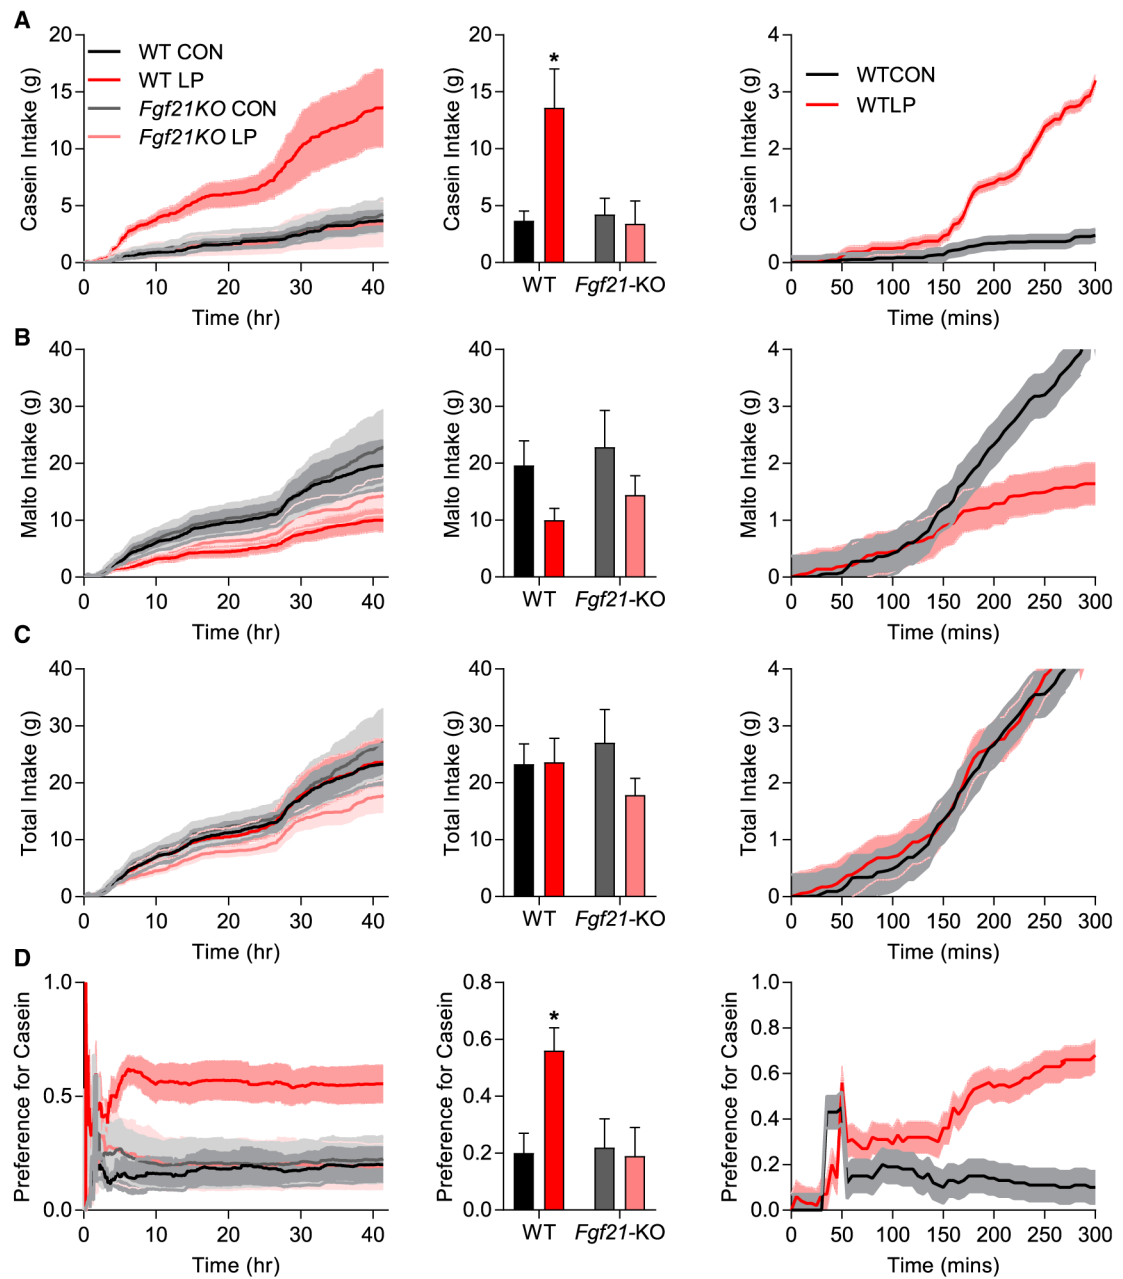 A
Casein Intake (g)
20
15
10
5
0
WT CON
WT LP
Fgf21KO CON
Fgf21KO LP
0 10 20 30 40
Time (hr)
Casein Intake (g)
20
15
10
5
0
*
WT Fgf21-KO
Casein Intake (g)
4
3
2
1
0
WTCON
WTLP
0 50 100 150 200 250 300
Time (mins)
B
Malto Intake (g)
40
30
20
10
0
0 10 20 30 40
Time (hr)
Malto Intake (g)
40
30
20
10
0
WT Fgf21-KO
Malto Intake (g)
4
3
2
1
0
0 50 100 150 200 250 300
Time (mins)
C
Total Intake (g)
40
30
20
10
0
0 10 20 30 40
Time (hr)
Total Intake (g)
40
30
20
10
0
WT Fgf21-KO
Total Intake (g)
4
3
2
1
0
0 50 100 150 200 250 300
Time (mins)
D
Preference for Casein
1.0
0.5
0.0
0 10 20 30 40
Time (hr)
Preference for Casein
0.8
0.6
0.4
0.2
0.0
*
WT Fgf21-KO
Preference for Casein
1.0
0.8
0.6
0.4
0.2
0.0
0 50 100 150 200 250 300
Time (mins)